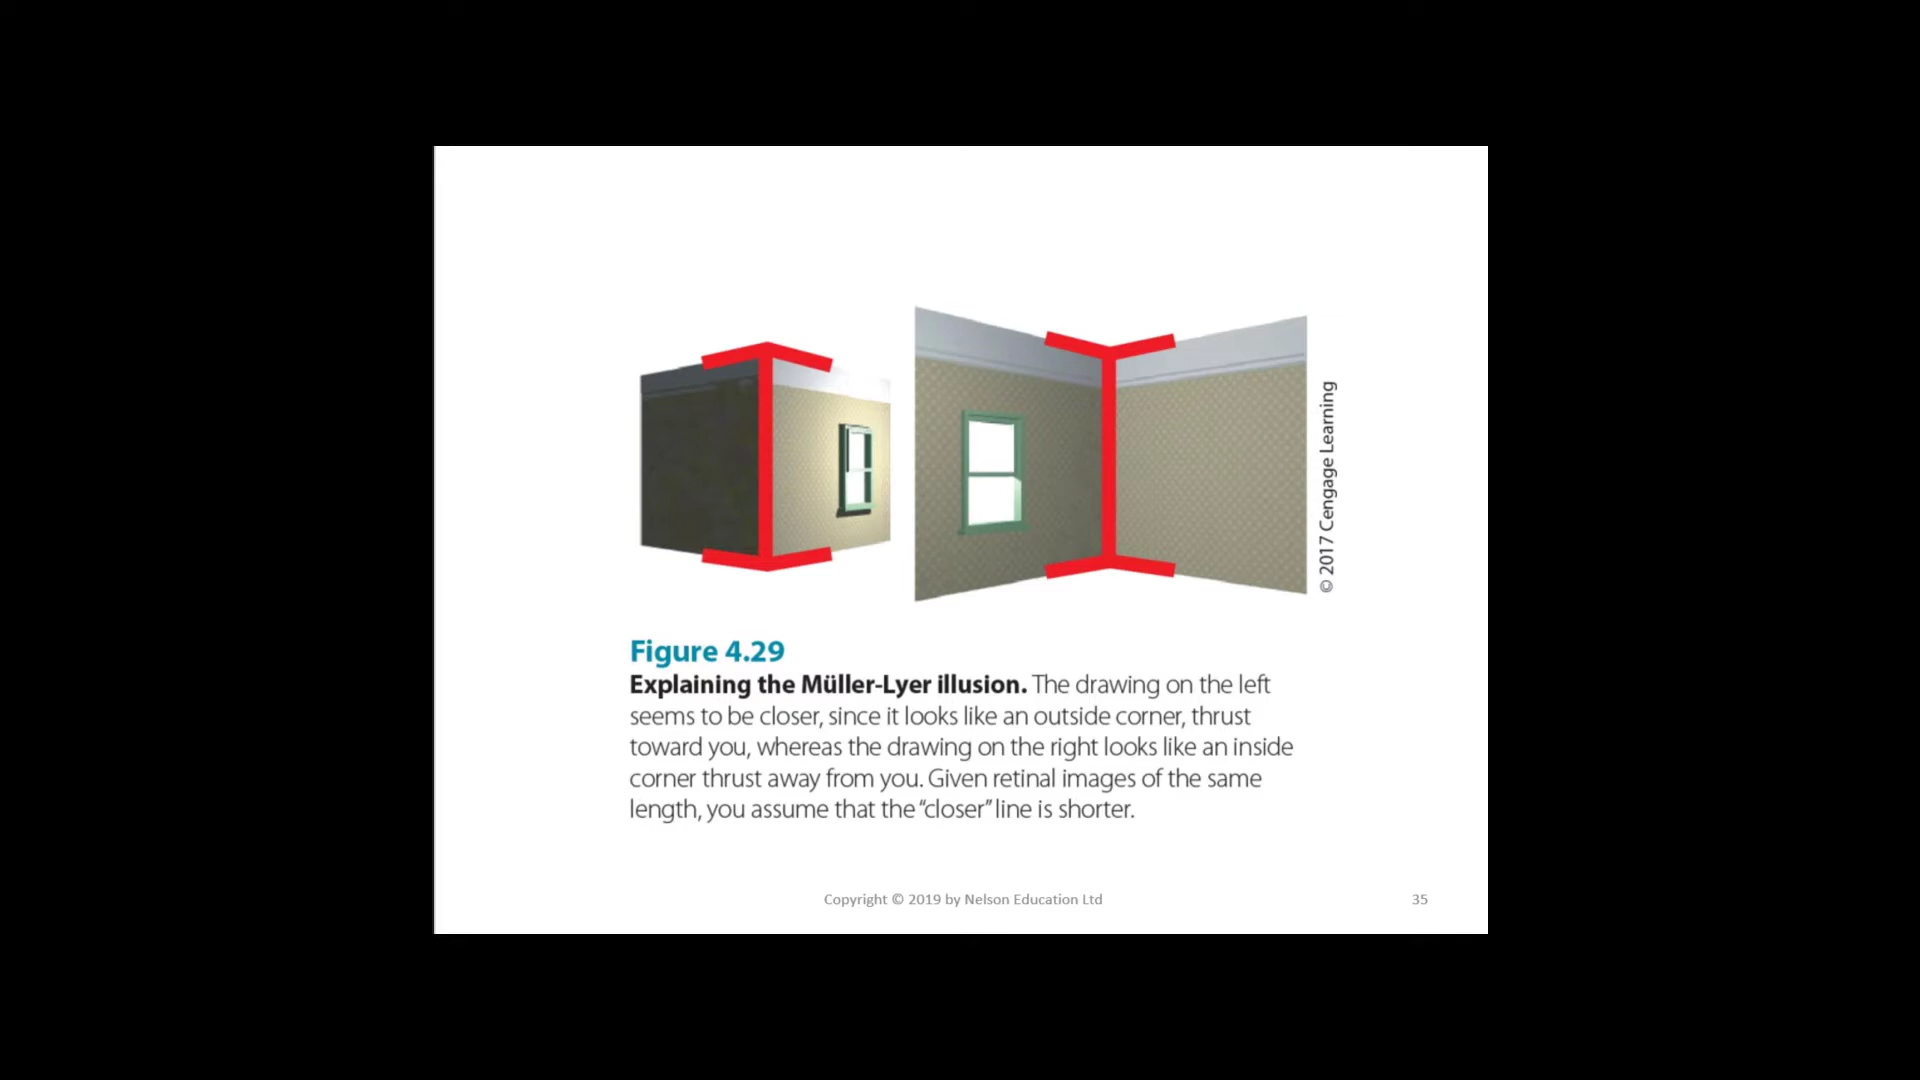 © 2017 Cengage Learning
Figure 4.29
Explaining the Müller-Lyer illusion. The drawing on the left
seems to be closer, since it looks like an outside corner, thrust
toward you, whereas the drawing on the right looks like an inside
corner thrust away from you. Given retinal images of the same
length, you assume that the “closer” line is shorter.
Copyright © 2019 by Nelson Education Ltd
35